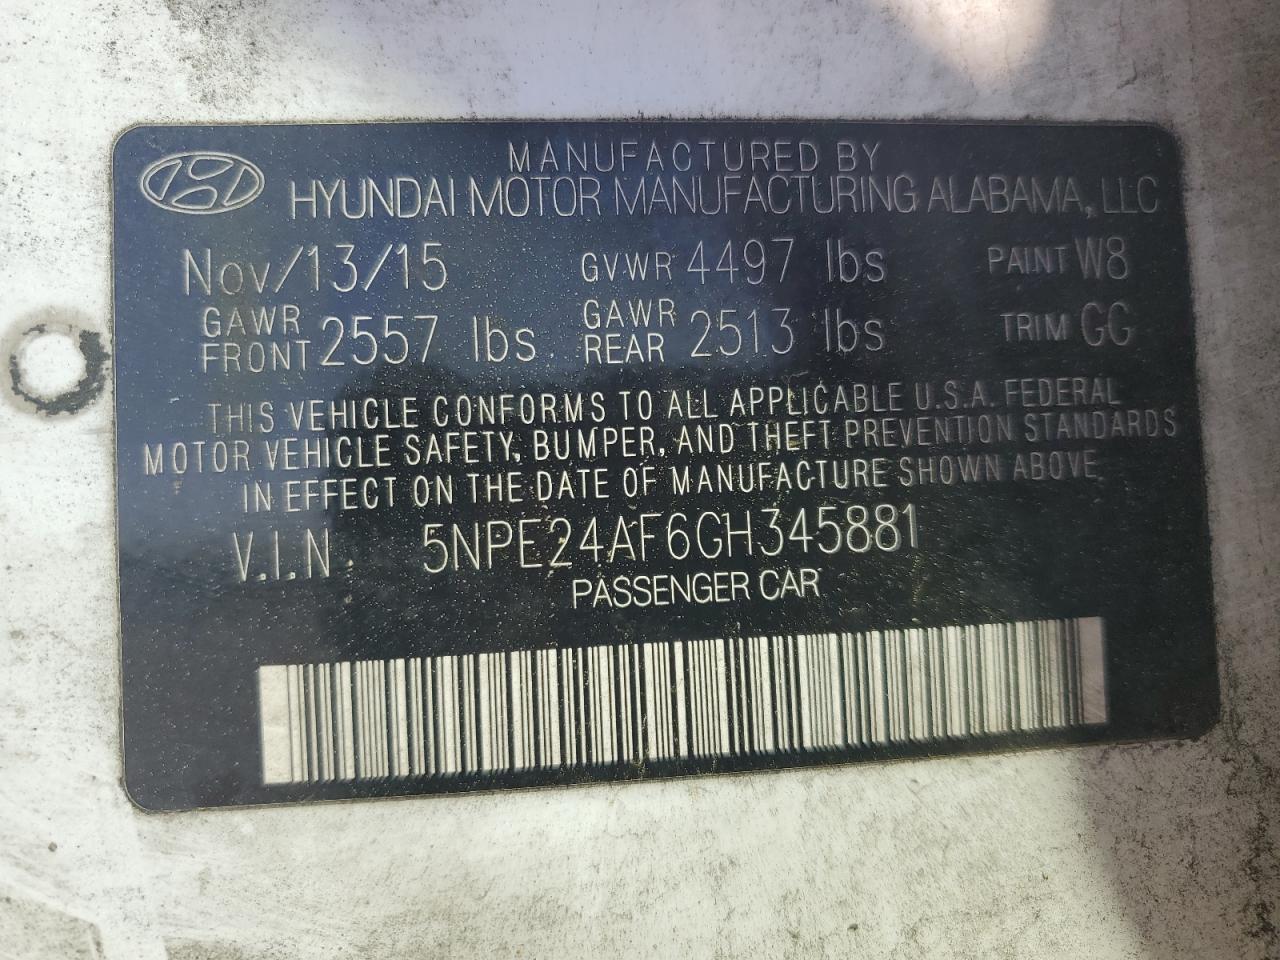 MANUFACTURED BY
HYUNDAI MOTOR MANUFACTURING ALABAMA, LLC
Nov/13/15 GVWR 4497 lbs PAINT W8
GAWR FRONT 2557 lbs GAWR REAR 2513 lbs TRIM GG
THIS VEHICLE CONFORMS TO ALL APPLICABLE U.S.A. FEDERAL
MOTOR VEHICLE SAFETY, BUMPER, AND THEFT PREVENTION STANDARDS
IN EFFECT ON THE DATE OF MANUFACTURE SHOWN ABOVE
V.I.N. 5NPE24AF6GH345881
PASSENGER CAR